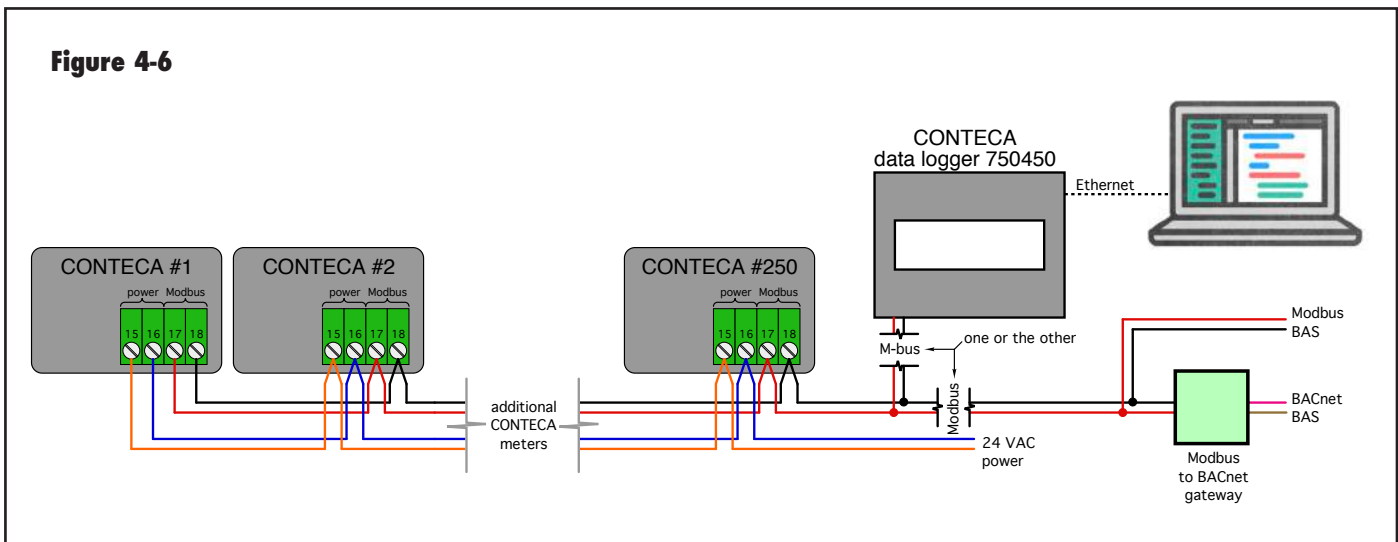 Figure 4-6
CONTECA
data logger 750450
Ethernet
CONTECA #1
power Modbus
15 16 17 18
CONTECA #2
power Modbus
15 16 17 18
CONTECA #250
power Modbus
15 16 17 18
additional
CONTECA
meters
M-bus
one or the other
Modbus
24 VAC
power
Modbus
BAS
BACnet
BAS
Modbus
to BACnet
gateway